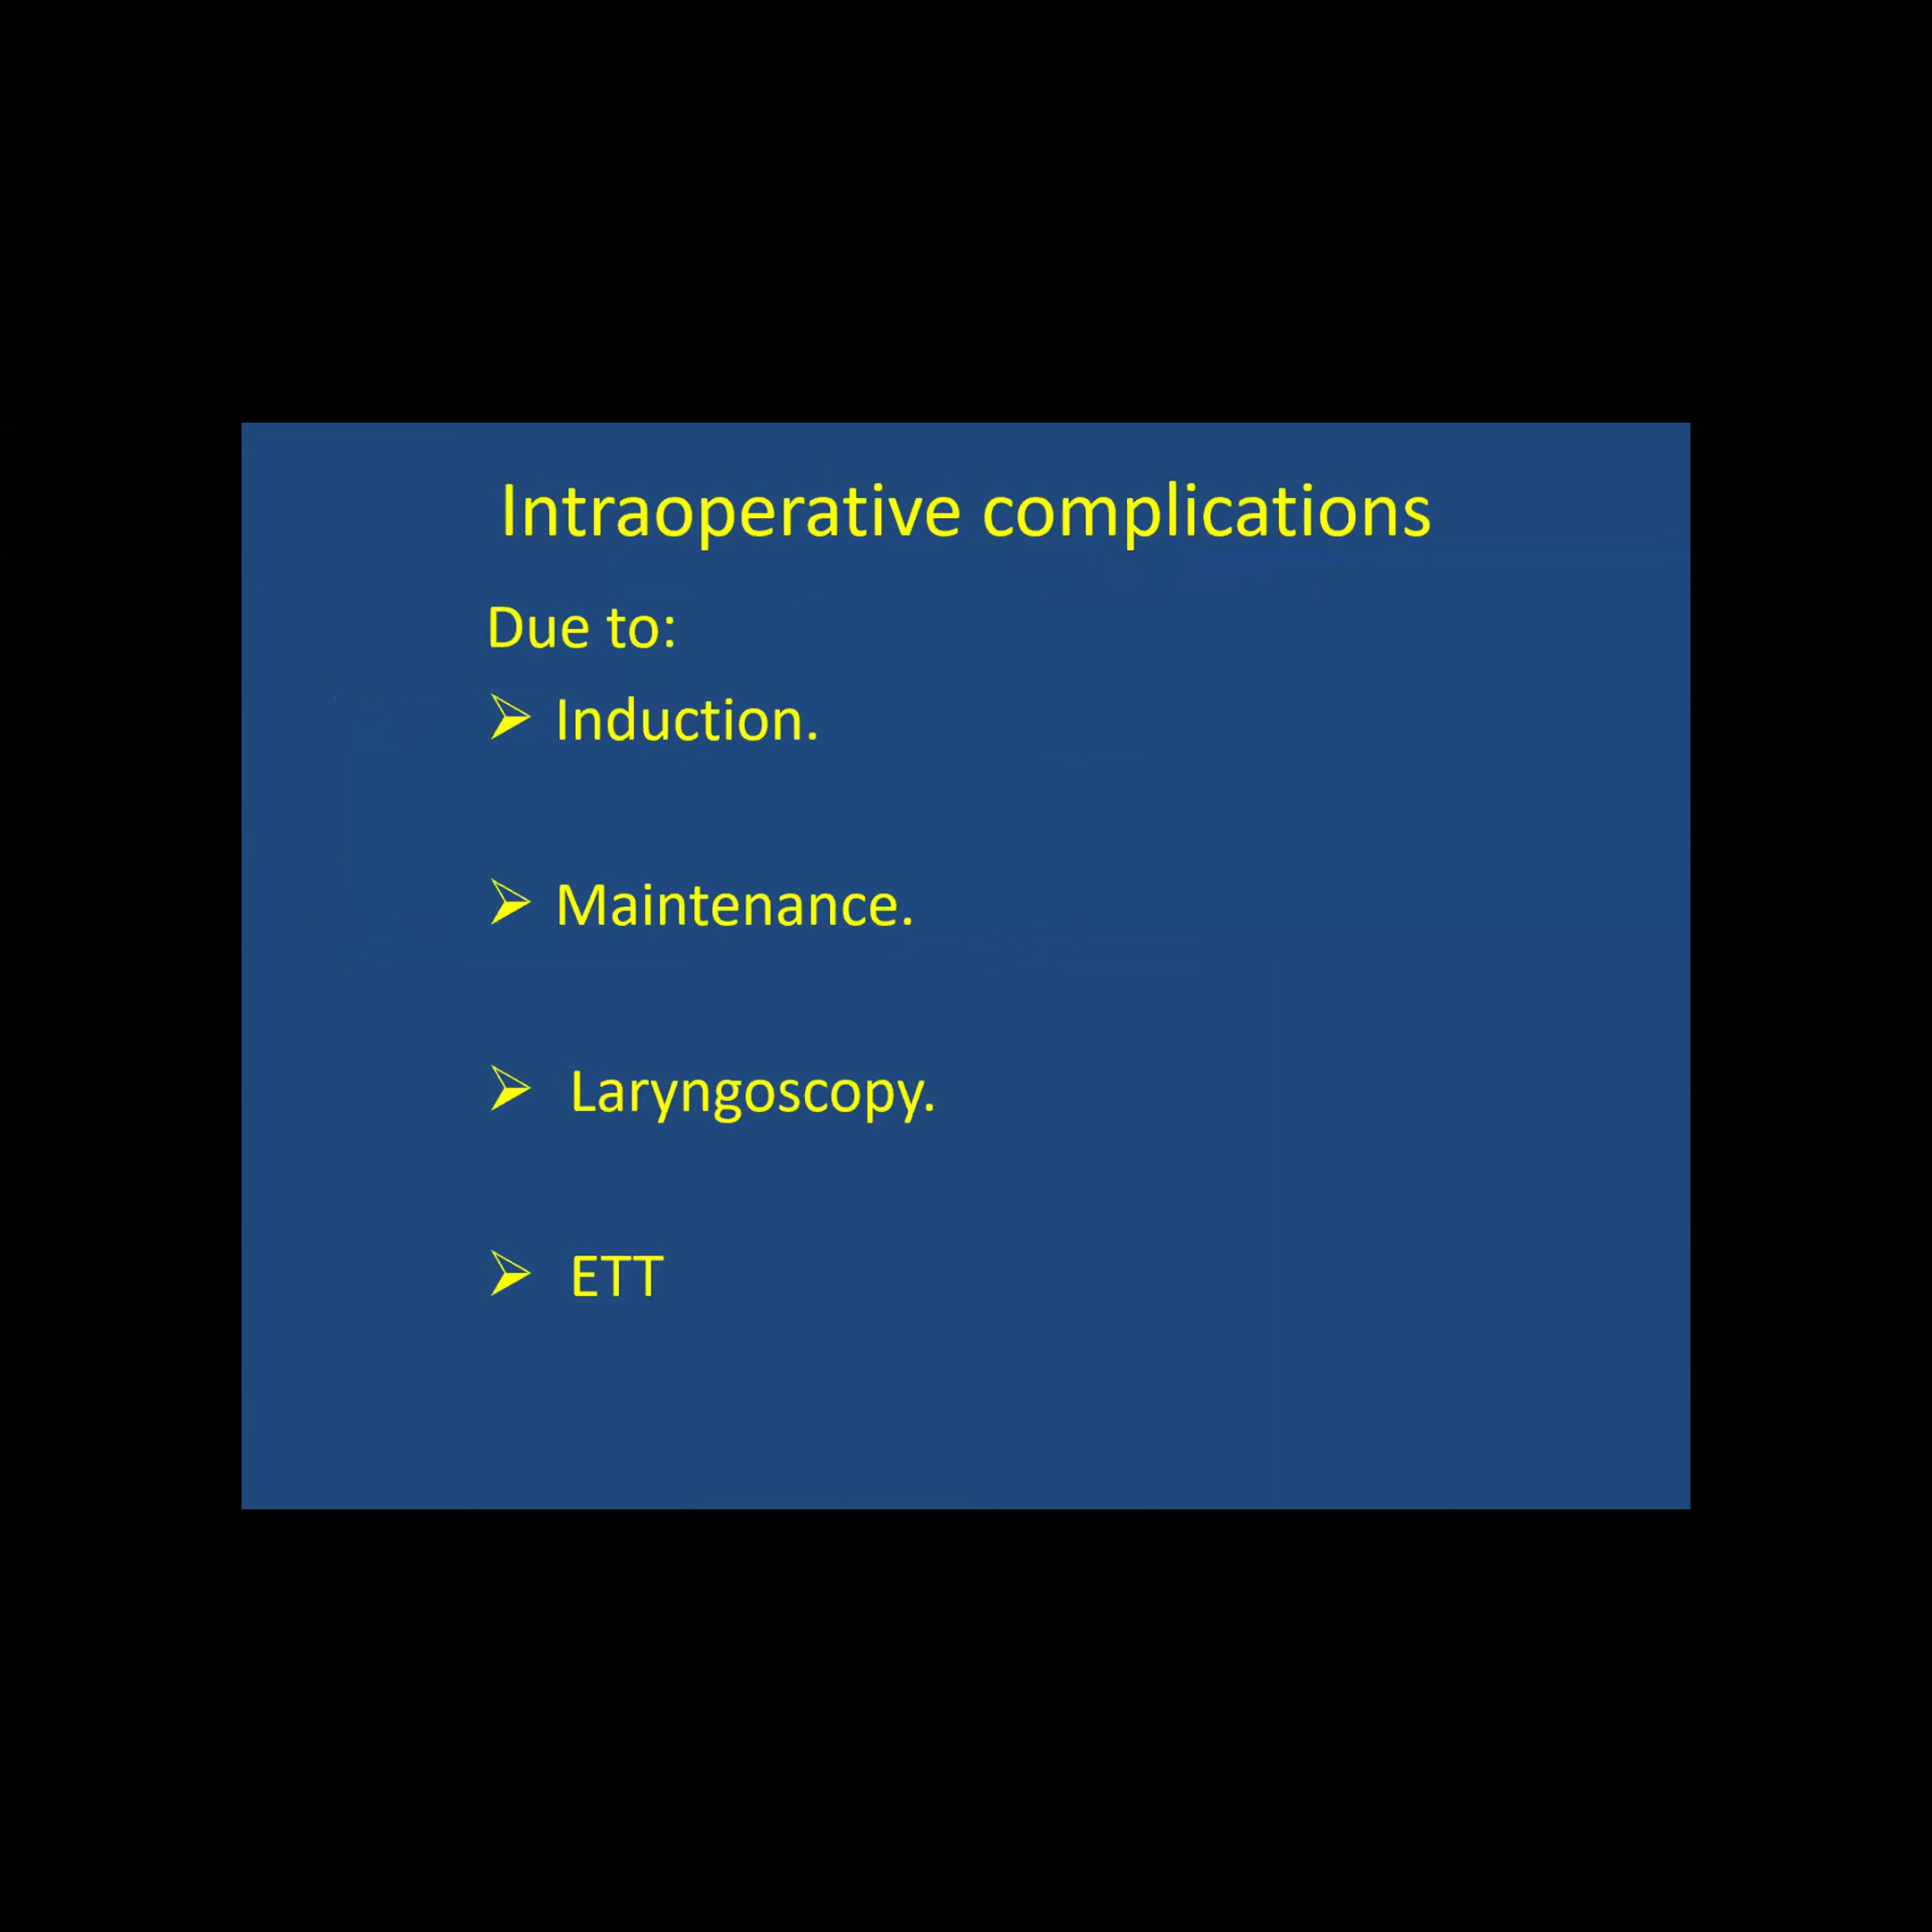 Intraoperative complications
Due to:
➢ Induction.
➢ Maintenance.
➢ Laryngoscopy.
➢ ETT